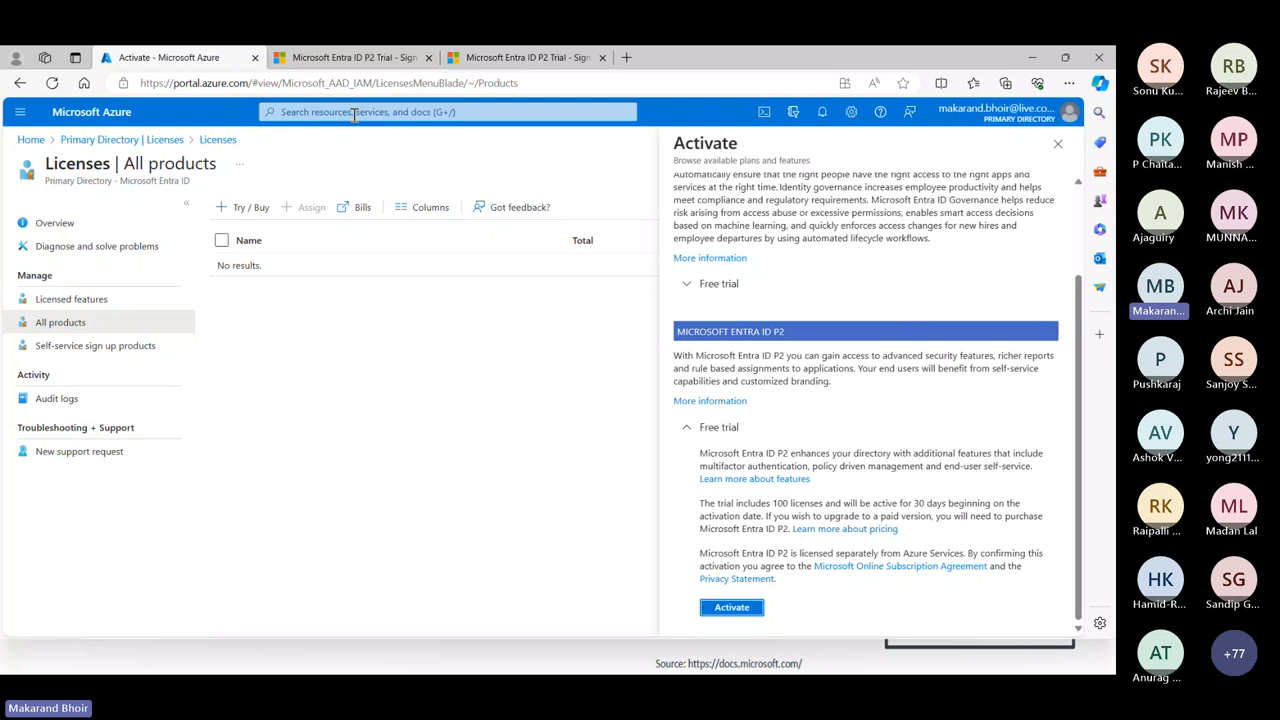 Activate - Microsoft Azure
Microsoft Entra ID P2 Trial - Sign
Microsoft Entra ID P2 Trial - Sign
https://portal.azure.com/#view/Microsoft_AAD_IAM/LicensesMenuBlade/~/Products
Microsoft Azure
Search resources, services, and docs (G+/)
makarand.bhoir@live.co...
PRIMARY DIRECTORY
Home > Primary Directory | Licenses > Licenses
Licenses | All products ...
Primary Directory - Microsoft Entra ID
Overview
Diagnose and solve problems
Manage
Licensed features
All products
Self-service sign up products
Activity
Audit logs
Troubleshooting + Support
New support request
Try / Buy
Assign
Bills
Columns
Got feedback?
Name
Total
No results.
Activate
Browse available plans and features
Automatically ensure that the right people have the right access to the right apps and
services at the right time.Identity governance increases employee productivity and helps
meet compliance and regulatory requirements. Microsoft Entra ID Governance helps reduce
risk arising from access abuse or excessive permissions, enables smart access decisions
based on machine learning, and quickly enforces access changes for new hires and
employee departures by using automated lifecycle workflows.
More information
Free trial
MICROSOFT ENTRA ID P2
With Microsoft Entra ID P2 you can gain access to advanced security features, richer reports
and rule based assignments to applications. Your end users will benefit from self-service
capabilities and customized branding.
More information
Free trial
Microsoft Entra ID P2 enhances your directory with additional features that include
multifactor authentication, policy driven management and end-user self-service.
Learn more about features
The trial includes 100 licenses and will be active for 30 days beginning on the
activation date. If you wish to upgrade to a paid version, you will need to purchase
Microsoft Entra ID P2. Learn more about pricing
Microsoft Entra ID P2 is licensed separately from Azure Services. By confirming this
activation you agree to the Microsoft Online Subscription Agreement and the
Privacy Statement.
Activate
Source: https://docs.microsoft.com/
SK
Sonu Ku...
RB
Rajeev B...
PK
P Chaita...
MP
Manish ...
A
Ajaguiry
MK
MUNNA...
MB
Makaran...
AJ
Archi Jain
P
Pushkaraj
SS
Sanjoy S...
AV
Ashok V...
Y
yong2111...
RK
Raipalli ...
ML
Madan Lal
HK
Hamid-R...
SG
Sandip G...
AT
Anurag ...
+77
Makarand Bhoir